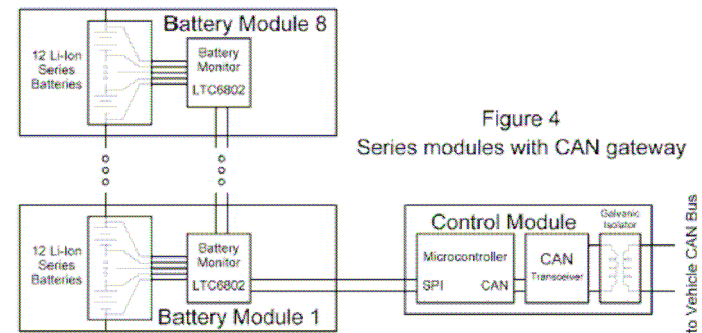 Battery Module 8
12 Li-Ion
Series
Batteries
Battery
Monitor
LTC6802
Figure 4
Series modules with CAN gateway
12 Li-Ion
Series
Batteries
Battery
Monitor
LTC6802
Battery Module 1
Control Module
Galvanic
Isolator
Microcontroller
SPI
CAN
CAN
Transceiver
to Vehicle CAN Bus